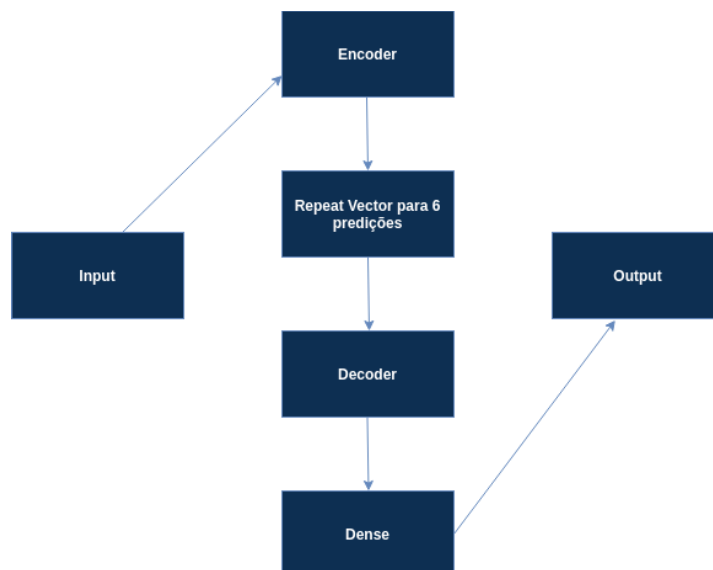 Encoder
Repeat Vector para 6
predições
Input
Output
Decoder
Dense